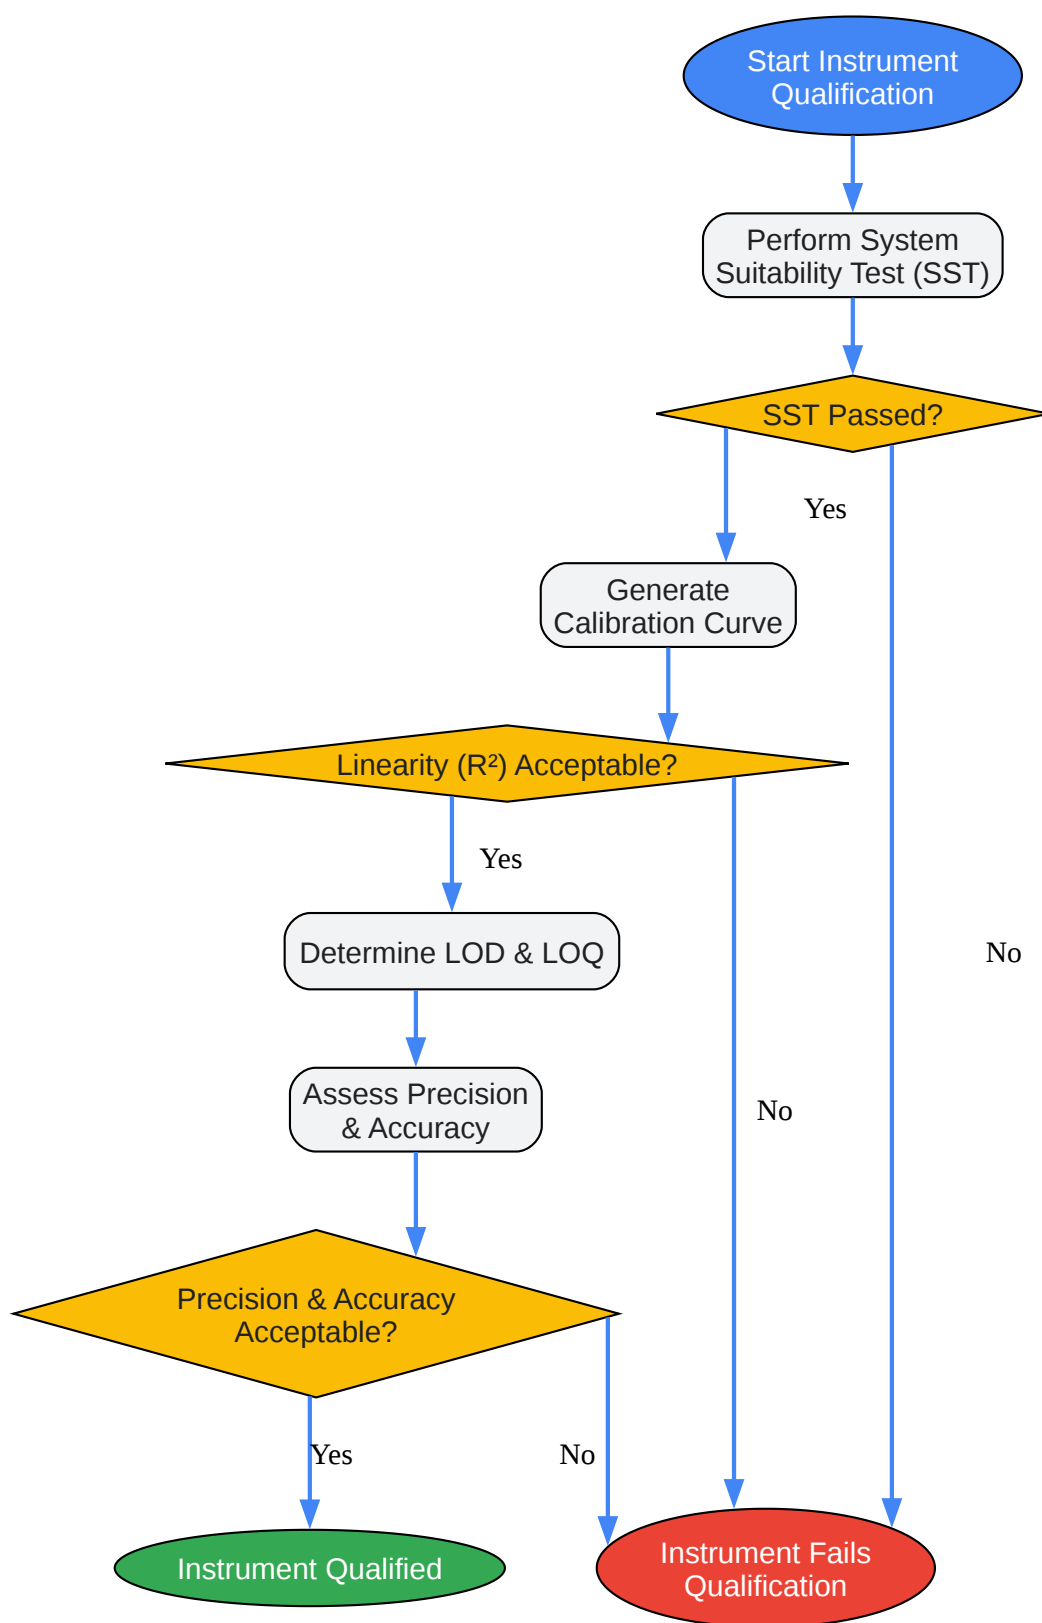 Start Instrument
Qualification
Perform System
Suitability Test (SST)
SST Passed?
Yes
Generate
Calibration Curve
Linearity (R²) Acceptable?
Yes
Determine LOD & LOQ
No
Assess Precision
& Accuracy
No
Precision & Accuracy
Acceptable?
Yes
No
Instrument Qualified
Instrument Fails
Qualification